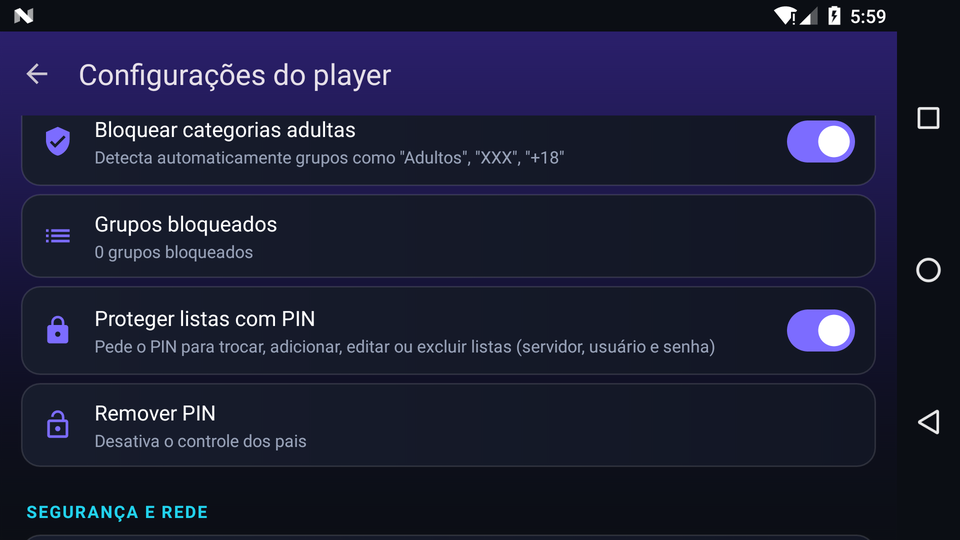 5:59
Configurações do player
Bloquear categorias adultas
Detecta automaticamente grupos como "Adultos", "XXX", "+18"
Grupos bloqueados
0 grupos bloqueados
Proteger listas com PIN
Pede o PIN para trocar, adicionar, editar ou excluir listas (servidor, usuário e senha)
Remover PIN
Desativa o controle dos pais
SEGURANÇA E REDE